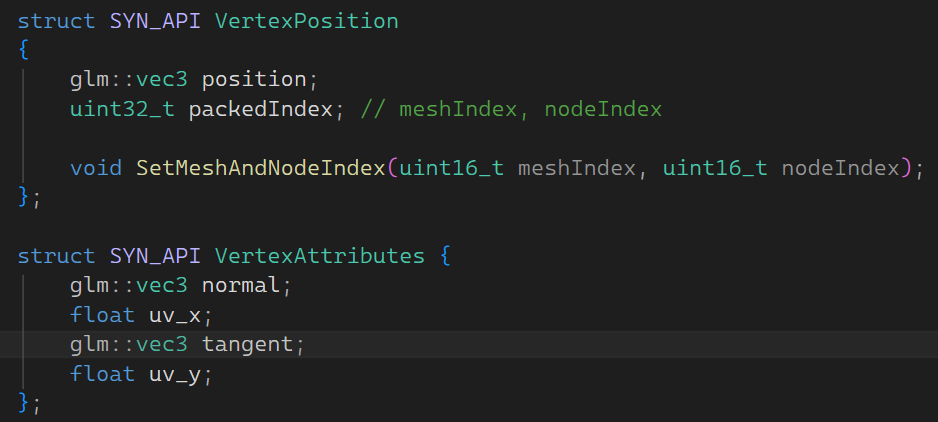 struct SYN_API VertexPosition
{
    glm::vec3 position;
    uint32_t packedIndex; // meshIndex, nodeIndex

    void SetMeshAndNodeIndex(uint16_t meshIndex, uint16_t nodeIndex);
};

struct SYN_API VertexAttributes {
    glm::vec3 normal;
    float uv_x;
    glm::vec3 tangent;
    float uv_y;
};